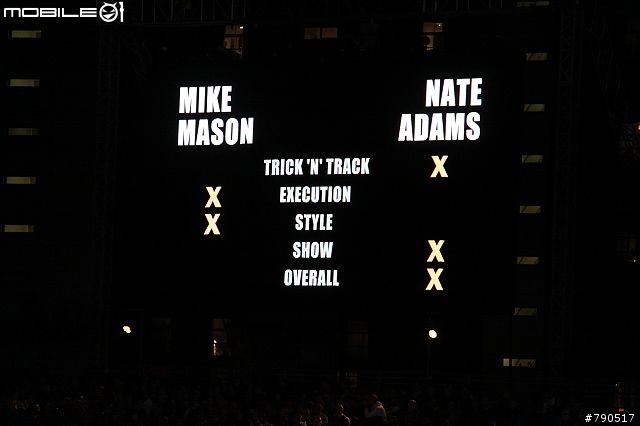 MOBILE01
MIKE MASON
NATE ADAMS
TRICK 'N' TRACK X
X EXECUTION
X STYLE
SHOW X
OVERALL X
#790517